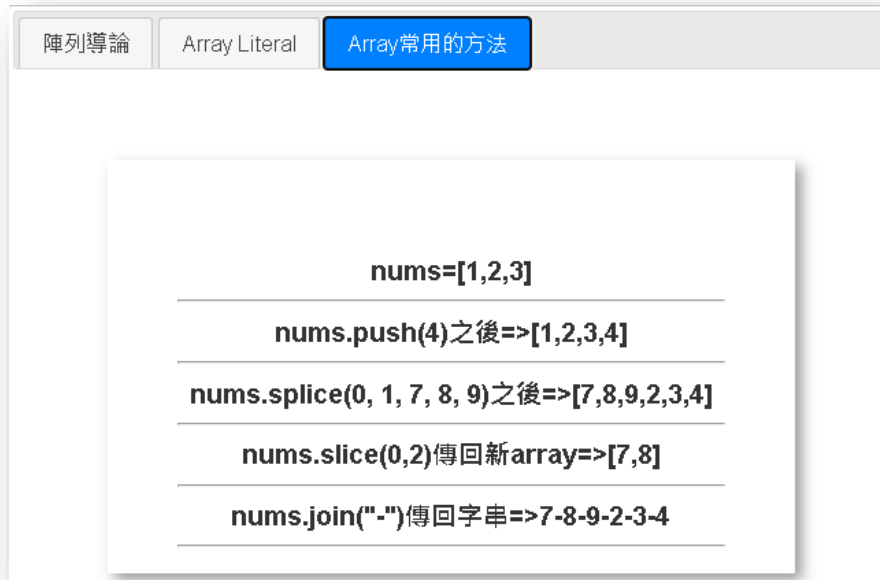 陣列導論
Array Literal
Array常用的方法
nums=[1,2,3]
nums.push(4)之後=>[1,2,3,4]
nums.splice(0, 1, 7, 8, 9)之後=>[7,8,9,2,3,4]
nums.slice(0,2)傳回新array=>[7,8]
nums.join("-")傳回字串=>7-8-9-2-3-4